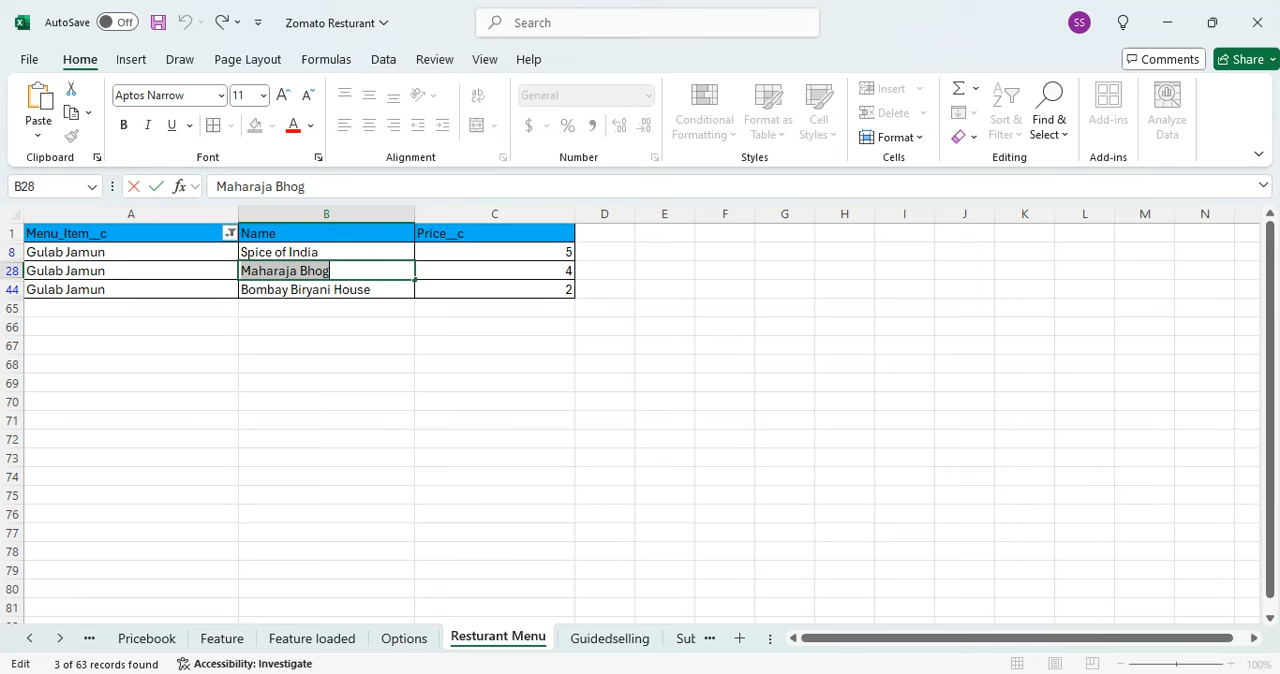 AutoSave Off Zomato Resturant Search SS
File Home Insert Draw Page Layout Formulas Data Review View Help Comments Share
Paste Aptos Narrow 11 General Conditional Formatting Format as Table Cell Styles Insert Delete Format Sort & Filter Find & Select Add-ins Analyze Data
B I U A $ %
Clipboard Font Alignment Number Styles Cells Editing Add-ins
B28 fx Maharaja Bhog
A B C D E F G H I J K L M N
1 Menu_Item__c Name Price__c
8 Gulab Jamun Spice of India 5
28 Gulab Jamun Maharaja Bhog 4
44 Gulab Jamun Bombay Biryani House 2
65
66
67
68
69
70
71
72
73
74
75
76
77
78
79
80
81
Pricebook Feature Feature loaded Options Resturant Menu Guidedselling Sub
Edit 3 of 63 records found Accessibility: Investigate 100%